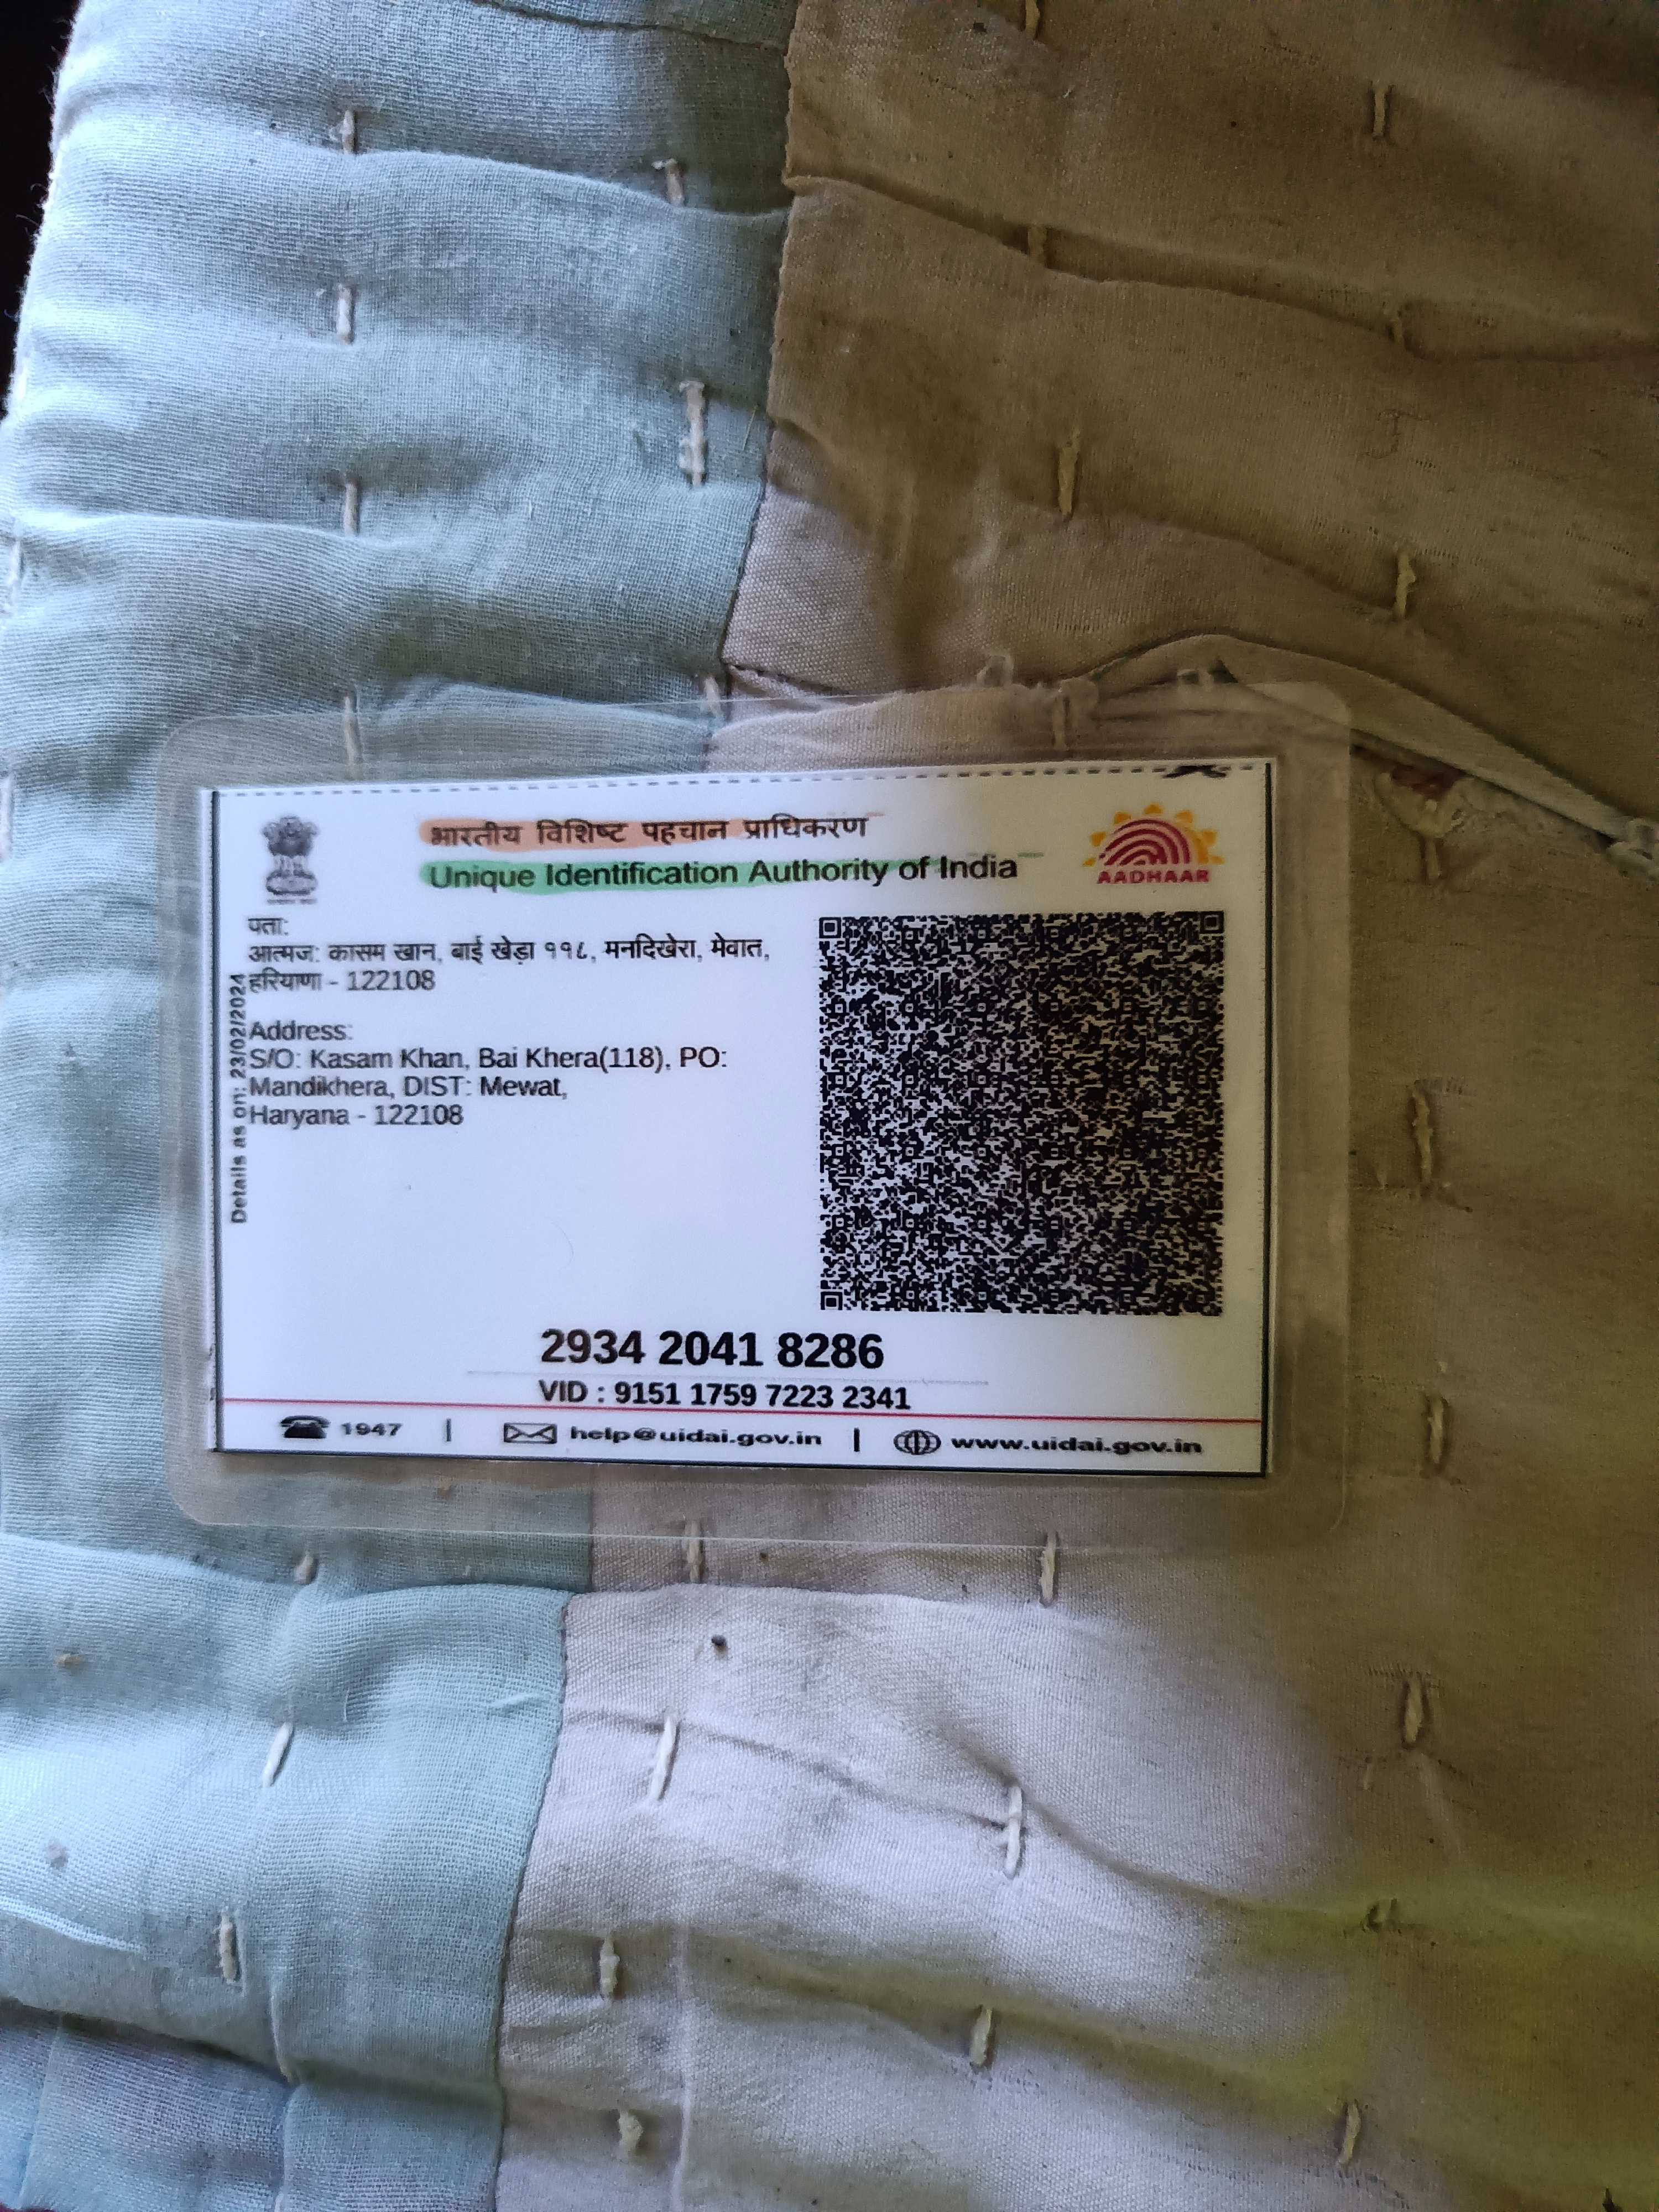 भारतीय विशिष्ट पहचान प्राधिकरण
Unique Identification Authority of India
AADHAAR
पता:
आत्मज: कासम खान, बाई खेड़ा ११८, मनदिखेरा, मेवात,
हरियाणा - 122108
Address:
S/O: Kasam Khan, Bai Khera(118), PO:
Mandikhera, DIST: Mewat,
Haryana - 122108
Details as on: 23/02/2024
2934 2041 8286
VID : 9151 1759 7223 2341
1947 | help@uidai.gov.in | www.uidai.gov.in